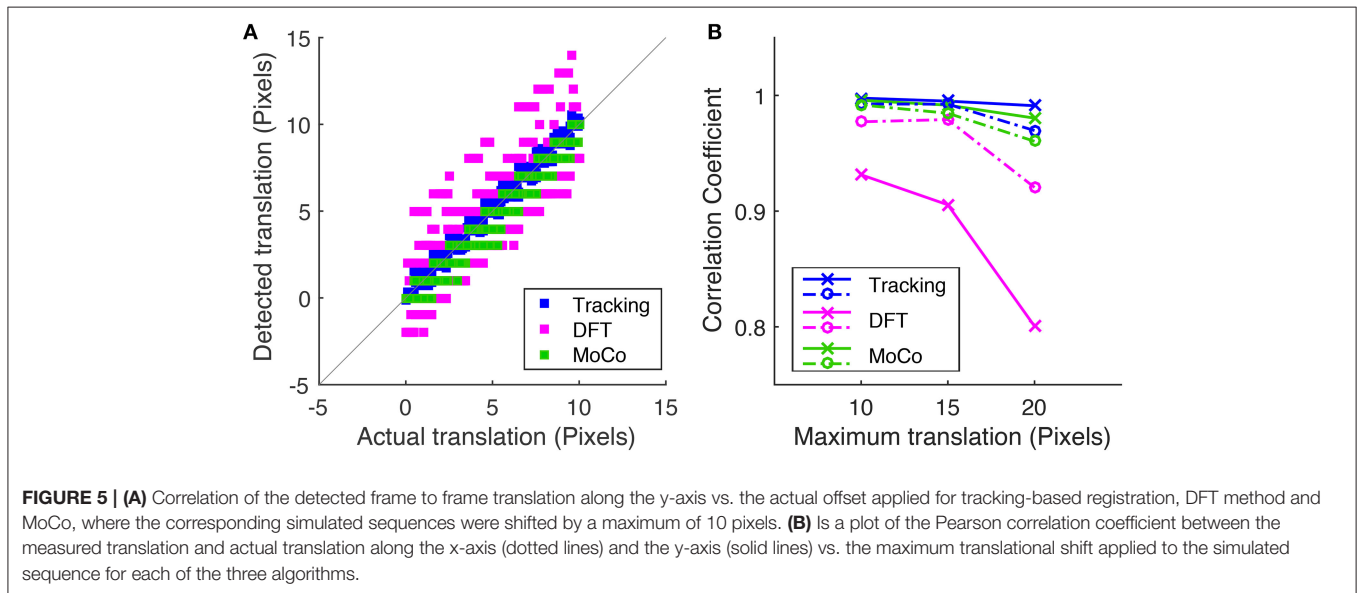 A
B
15
10
5
0
-5
-5
0
5
10
15
Detected translation (Pixels)
Actual translation (Pixels)
Tracking
DFT
MoCo
1
0.9
0.8
10
15
20
Correlation Coefficient
Maximum translation (Pixels)
Tracking
DFT
MoCo
FIGURE 5 | (A) Correlation of the detected frame to frame translation along the y-axis vs. the actual offset applied for tracking-based registration, DFT method and
MoCo, where the corresponding simulated sequences were shifted by a maximum of 10 pixels. (B) Is a plot of the Pearson correlation coefficient between the
measured translation and actual translation along the x-axis (dotted lines) and the y-axis (solid lines) vs. the maximum translational shift applied to the simulated
sequence for each of the three algorithms.